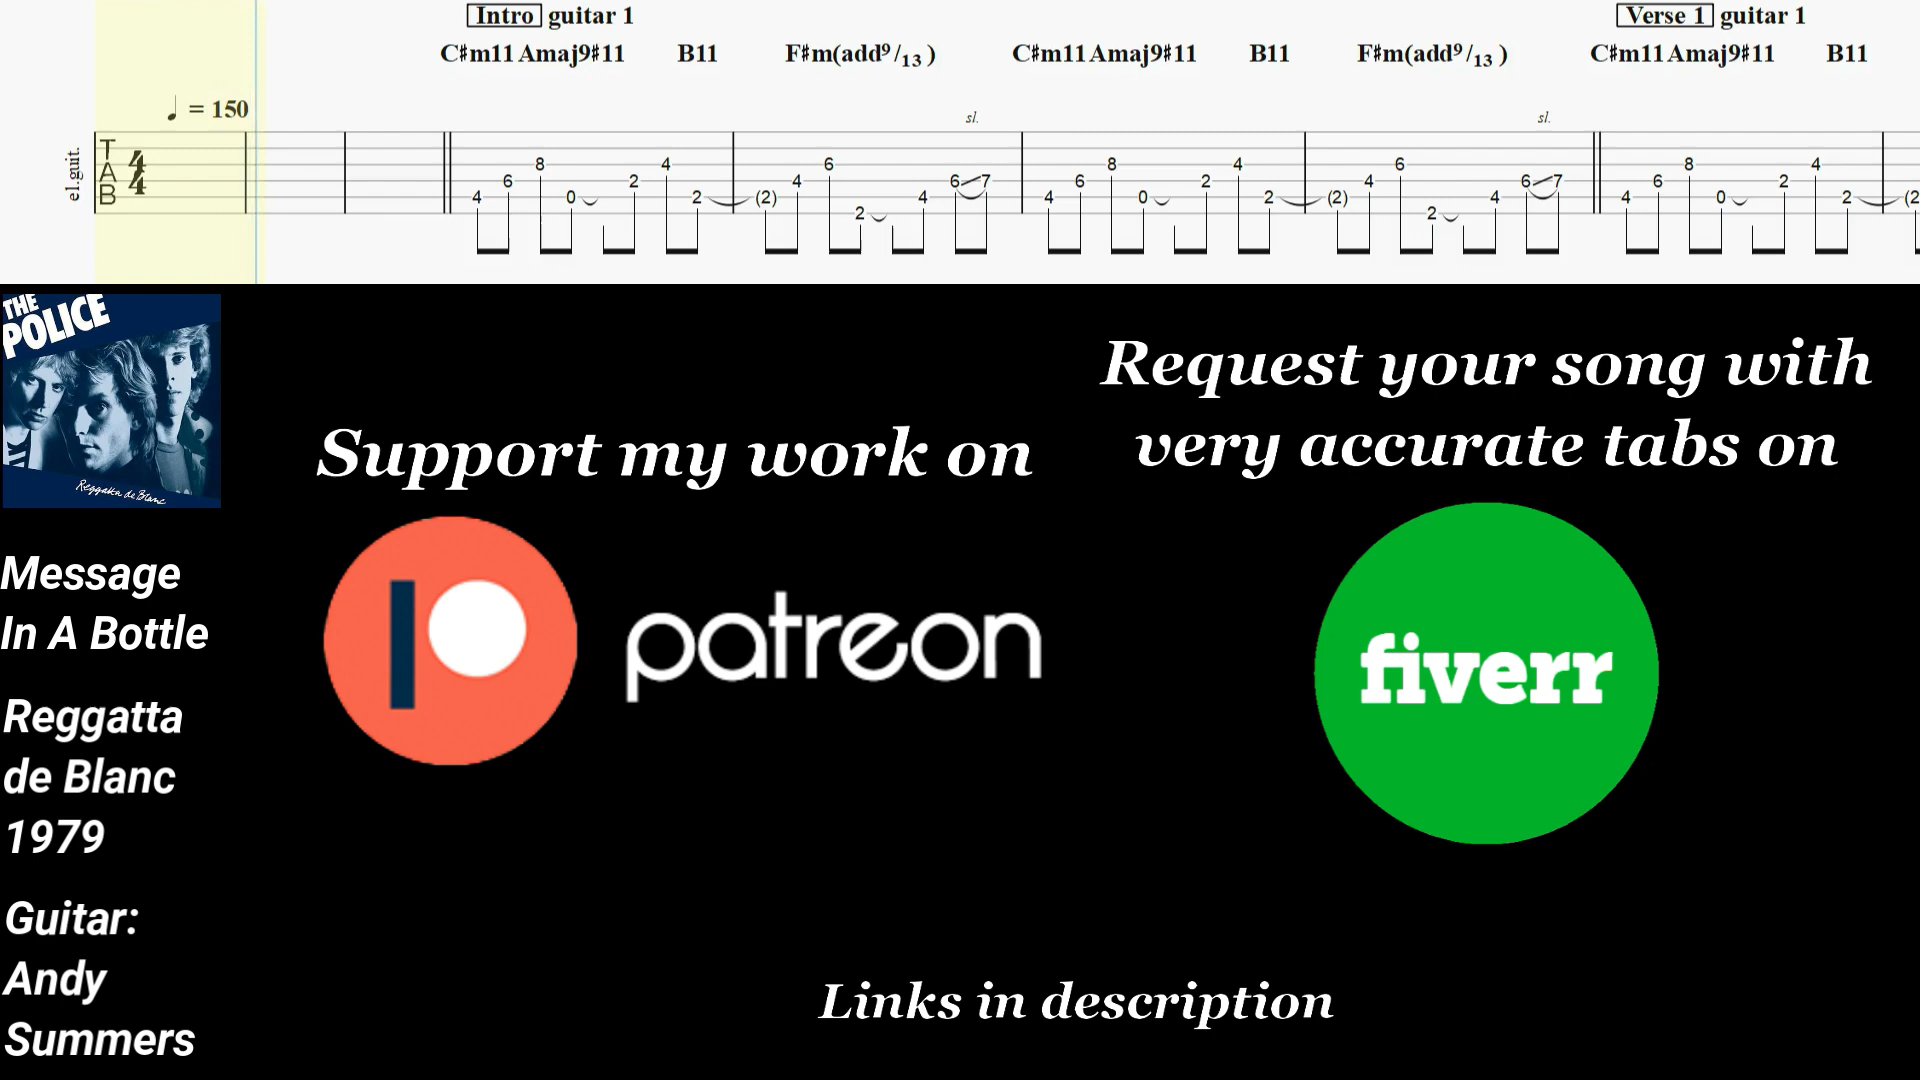 Intro guitar 1 Verse 1 guitar 1
C♯m11 Amaj9♯11 B11 F♯m(add9/13) C♯m11 Amaj9♯11 B11 F♯m(add9/13) C♯m11 Amaj9♯11 B11
♩ = 150
sl. sl.
el.guit.
T
A
B
4
4
4 6 8 0 2 4 2 (2) 4 6 2 4 6 7 4 6 8 0 2 4 2 (2) 4 6 2 4 6 7 4 6 8 0 2 4 2 (2
THE
POLICE
Reggatta de Blanc
Message
In A Bottle
Reggatta
de Blanc
1979
Guitar:
Andy
Summers
Support my work on
patreon
Request your song with
very accurate tabs on
fiverr
Links in description